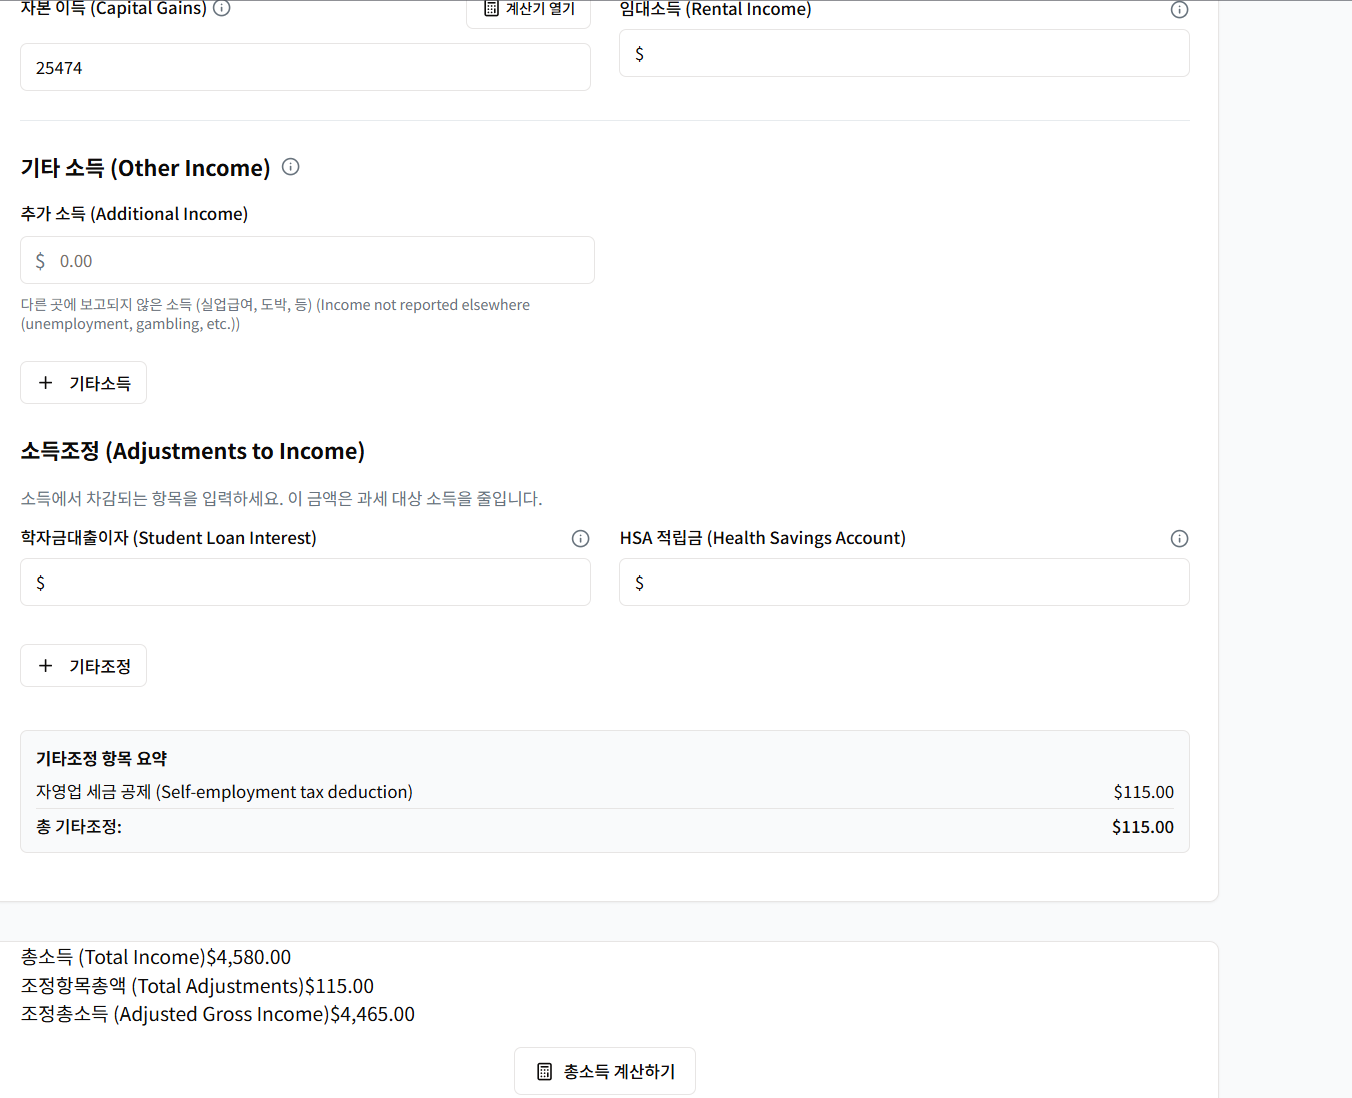 자본 이득 (Capital Gains)
계산기 열기
임대소득 (Rental Income)
25474
$
기타 소득 (Other Income)
추가 소득 (Additional Income)
$ 0.00
다른 곳에 보고되지 않은 소득 (실업급여, 도박, 등) (Income not reported elsewhere
(unemployment, gambling, etc.))
+ 기타소득
소득조정 (Adjustments to Income)
소득에서 차감되는 항목을 입력하세요. 이 금액은 과세 대상 소득을 줄입니다.
학자금대출이자 (Student Loan Interest)
HSA 적립금 (Health Savings Account)
$
$
+ 기타조정
기타조정 항목 요약
자영업 세금 공제 (Self-employment tax deduction) $115.00
총 기타조정: $115.00
총소득 (Total Income)$4,580.00
조정항목총액 (Total Adjustments)$115.00
조정총소득 (Adjusted Gross Income)$4,465.00
총소득 계산하기